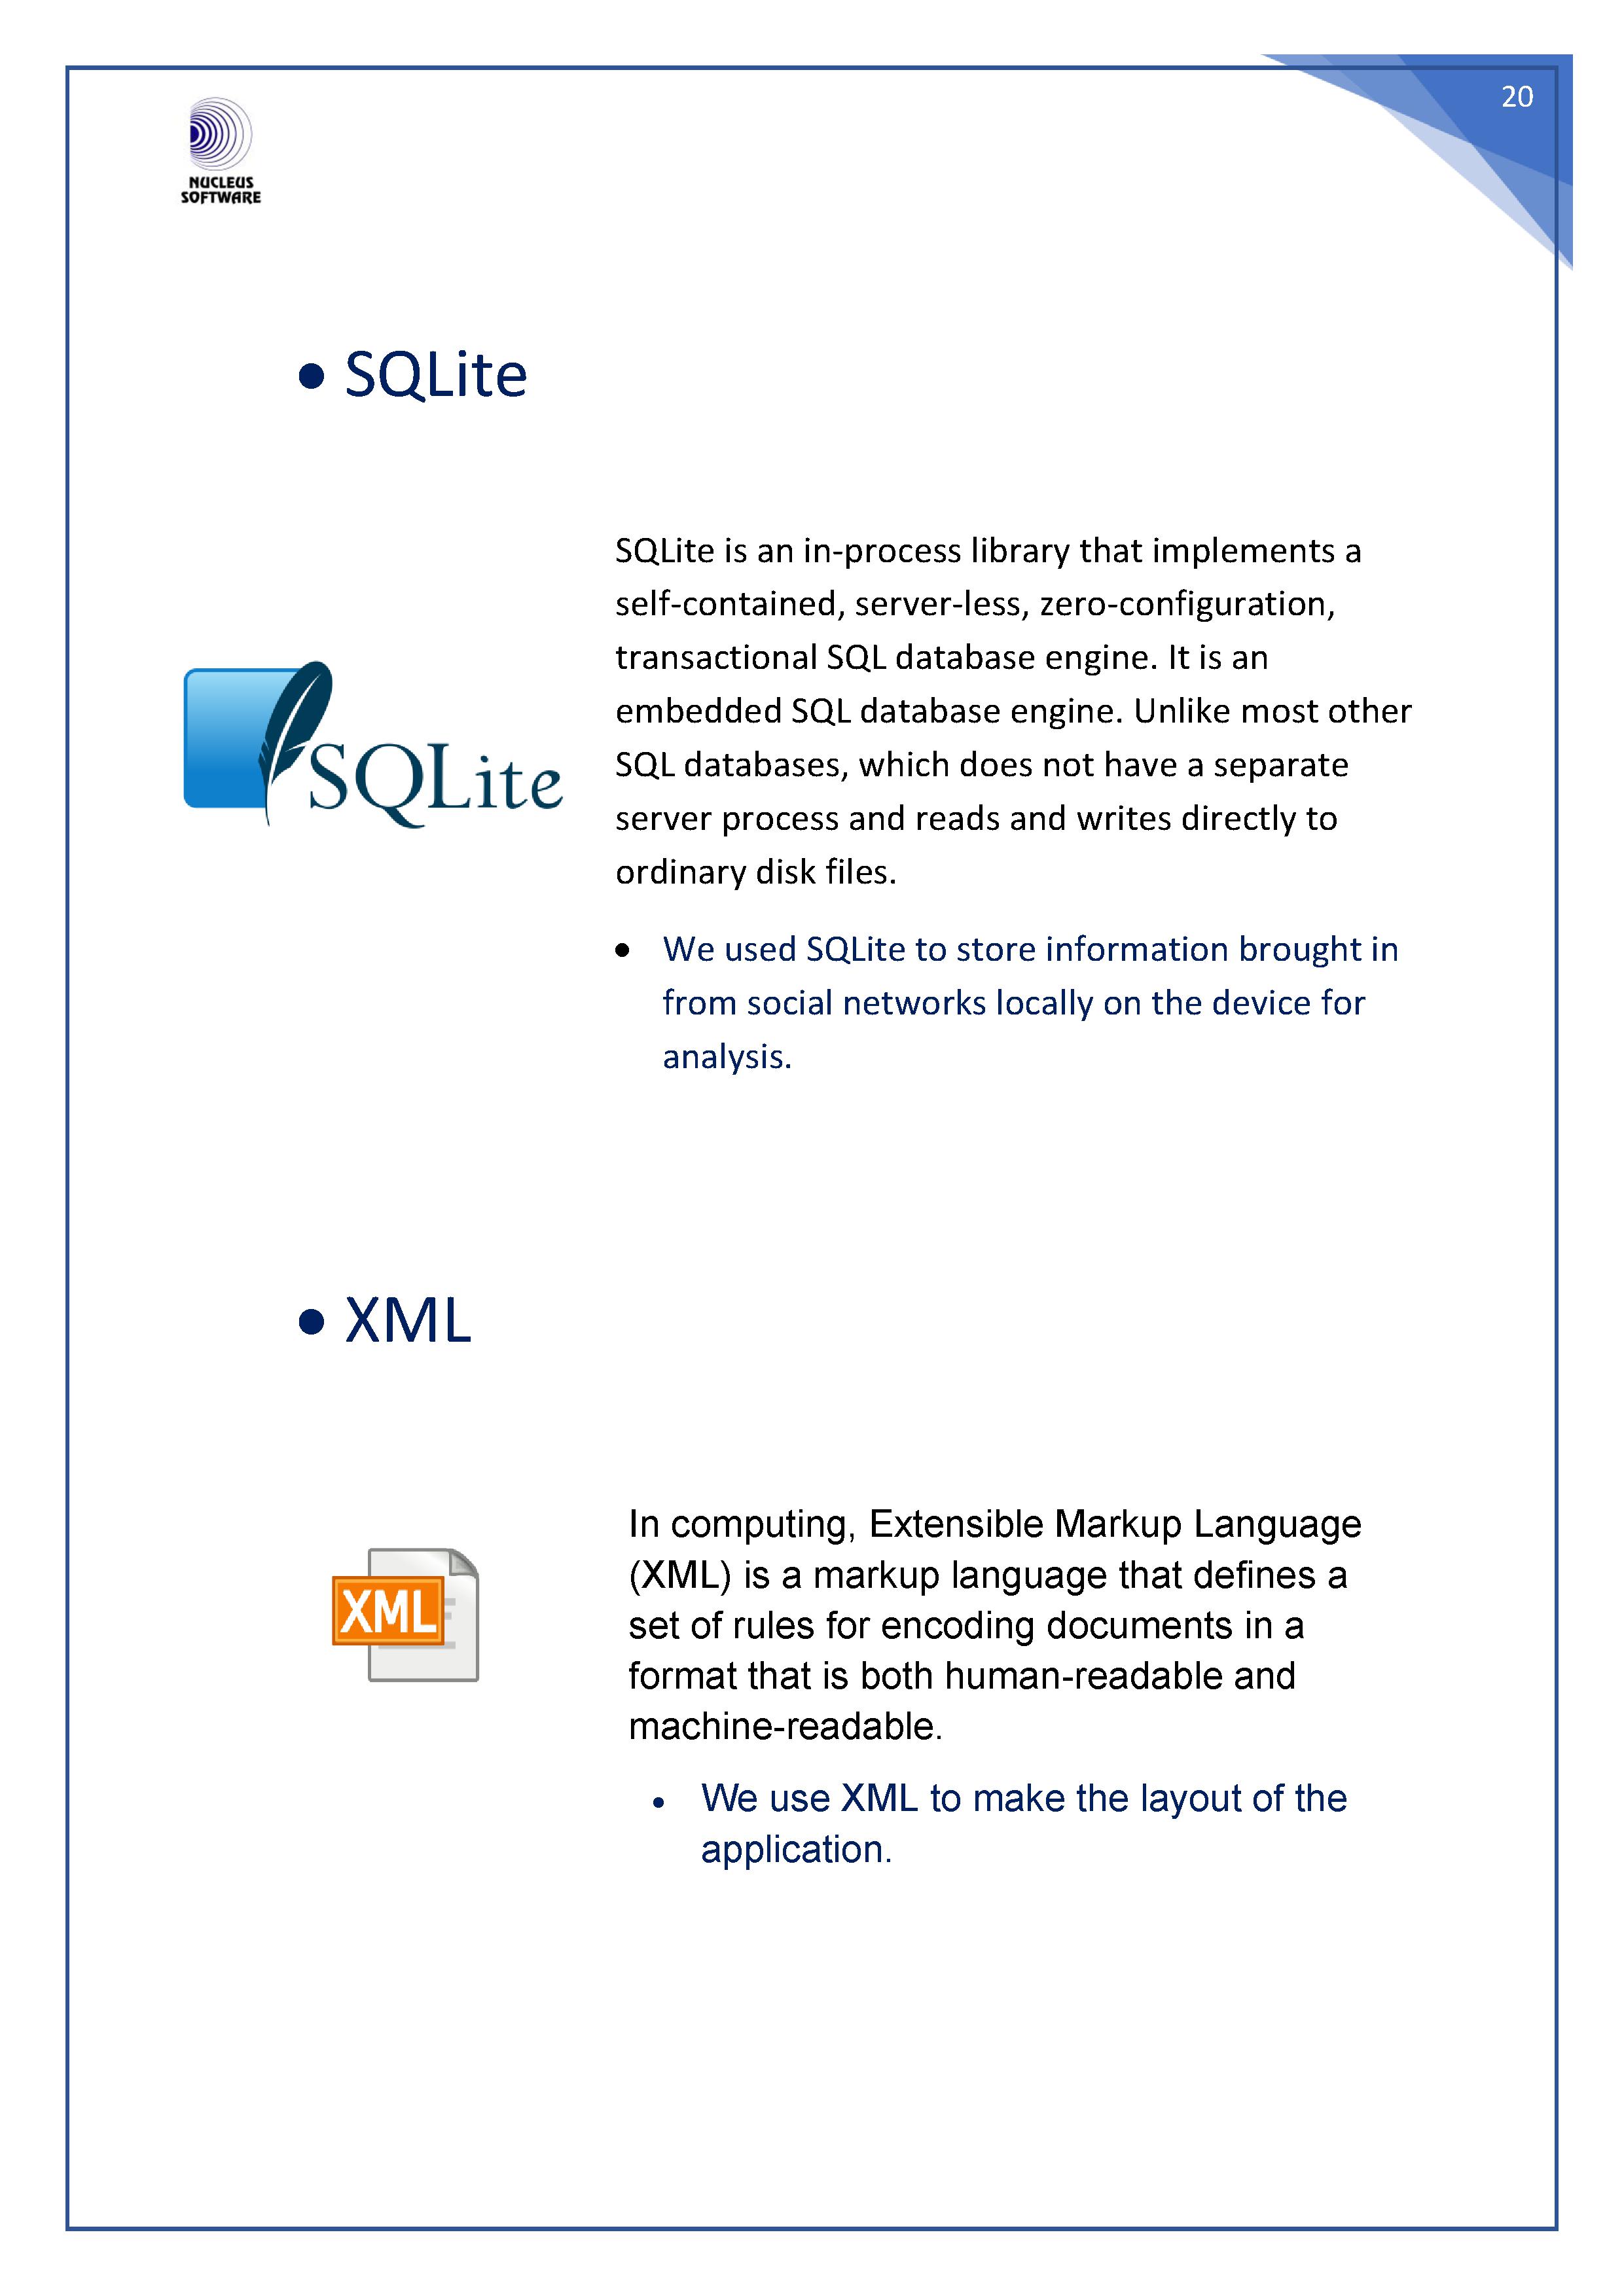 20
NUCLEUS
SOFTWARE
• SQLite
SQLite is an in-process library that implements a
self-contained, server-less, zero-configuration,
transactional SQL database engine. It is an
embedded SQL database engine. Unlike most other
SQL databases, which does not have a separate
server process and reads and writes directly to
ordinary disk files.
SQLite
• We used SQLite to store information brought in
from social networks locally on the device for
analysis.
• XML
In computing, Extensible Markup Language
(XML) is a markup language that defines a
set of rules for encoding documents in a
format that is both human-readable and
machine-readable.
XML
• We use XML to make the layout of the
application.